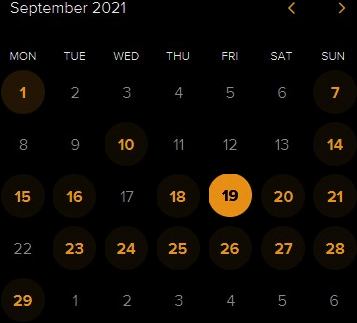 September 2021
MON TUE WED THU FRI SAT SUN
1 2 3 4 5 6 7
8 9 10 11 12 13 14
15 16 17 18 19 20 21
22 23 24 25 26 27 28
29 1 2 3 4 5 6